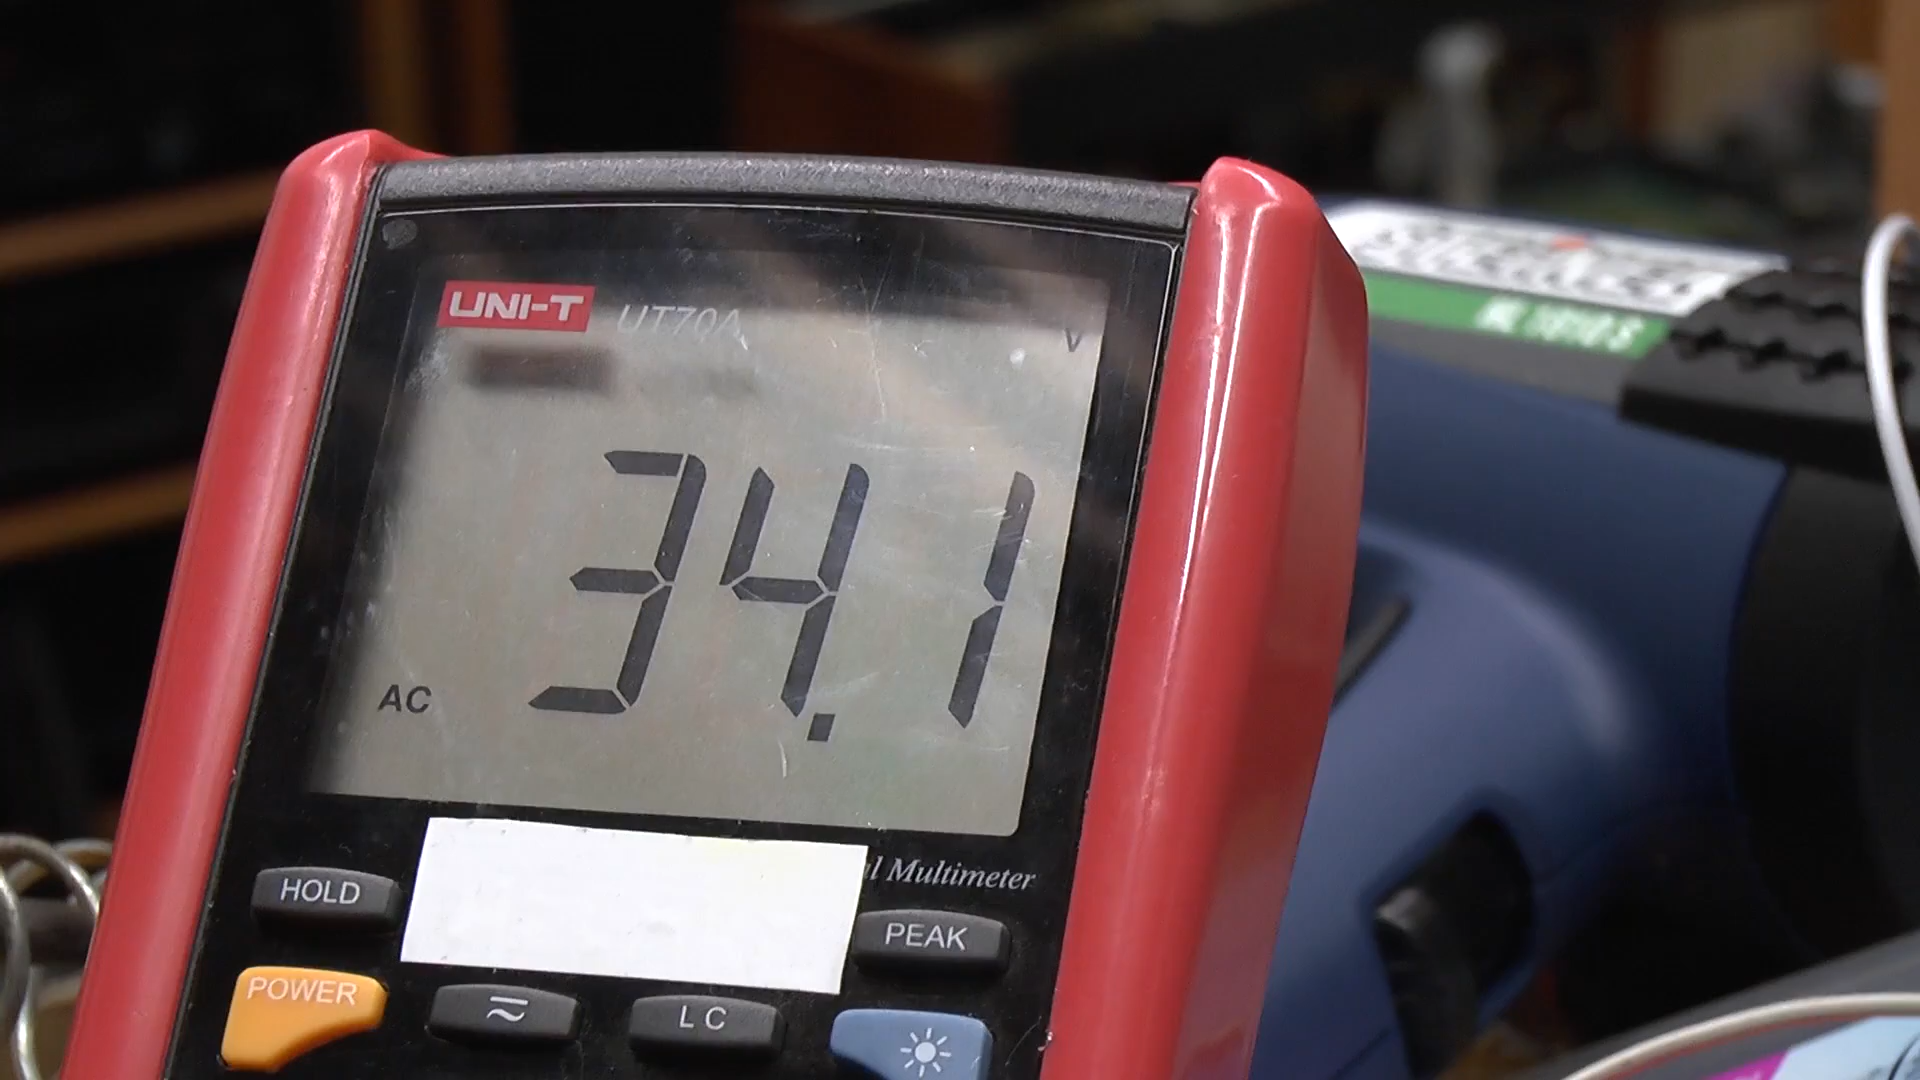 UNI-T UT70A
V
34.1
AC
l Multimeter
HOLD
PEAK
POWER
LC